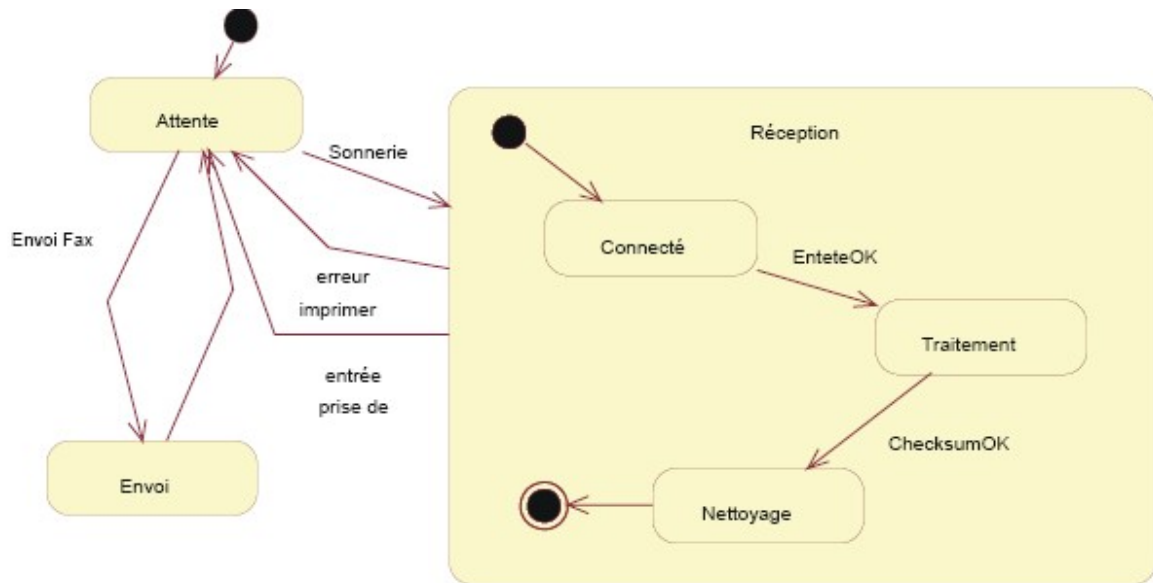 Attente
Réception
Sonnerie
Envoi Fax
Connecté
EnteteOK
erreur
imprimer
Traitement
entrée
prise de
ChecksumOK
Envoi
Nettoyage